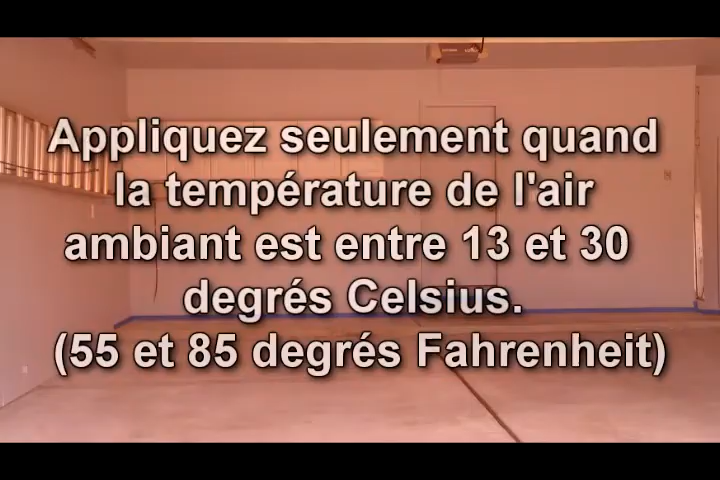 Appliquez seulement quand
la température de l'air
ambiant est entre 13 et 30
degrés Celsius.
(55 et 85 degrés Fahrenheit)